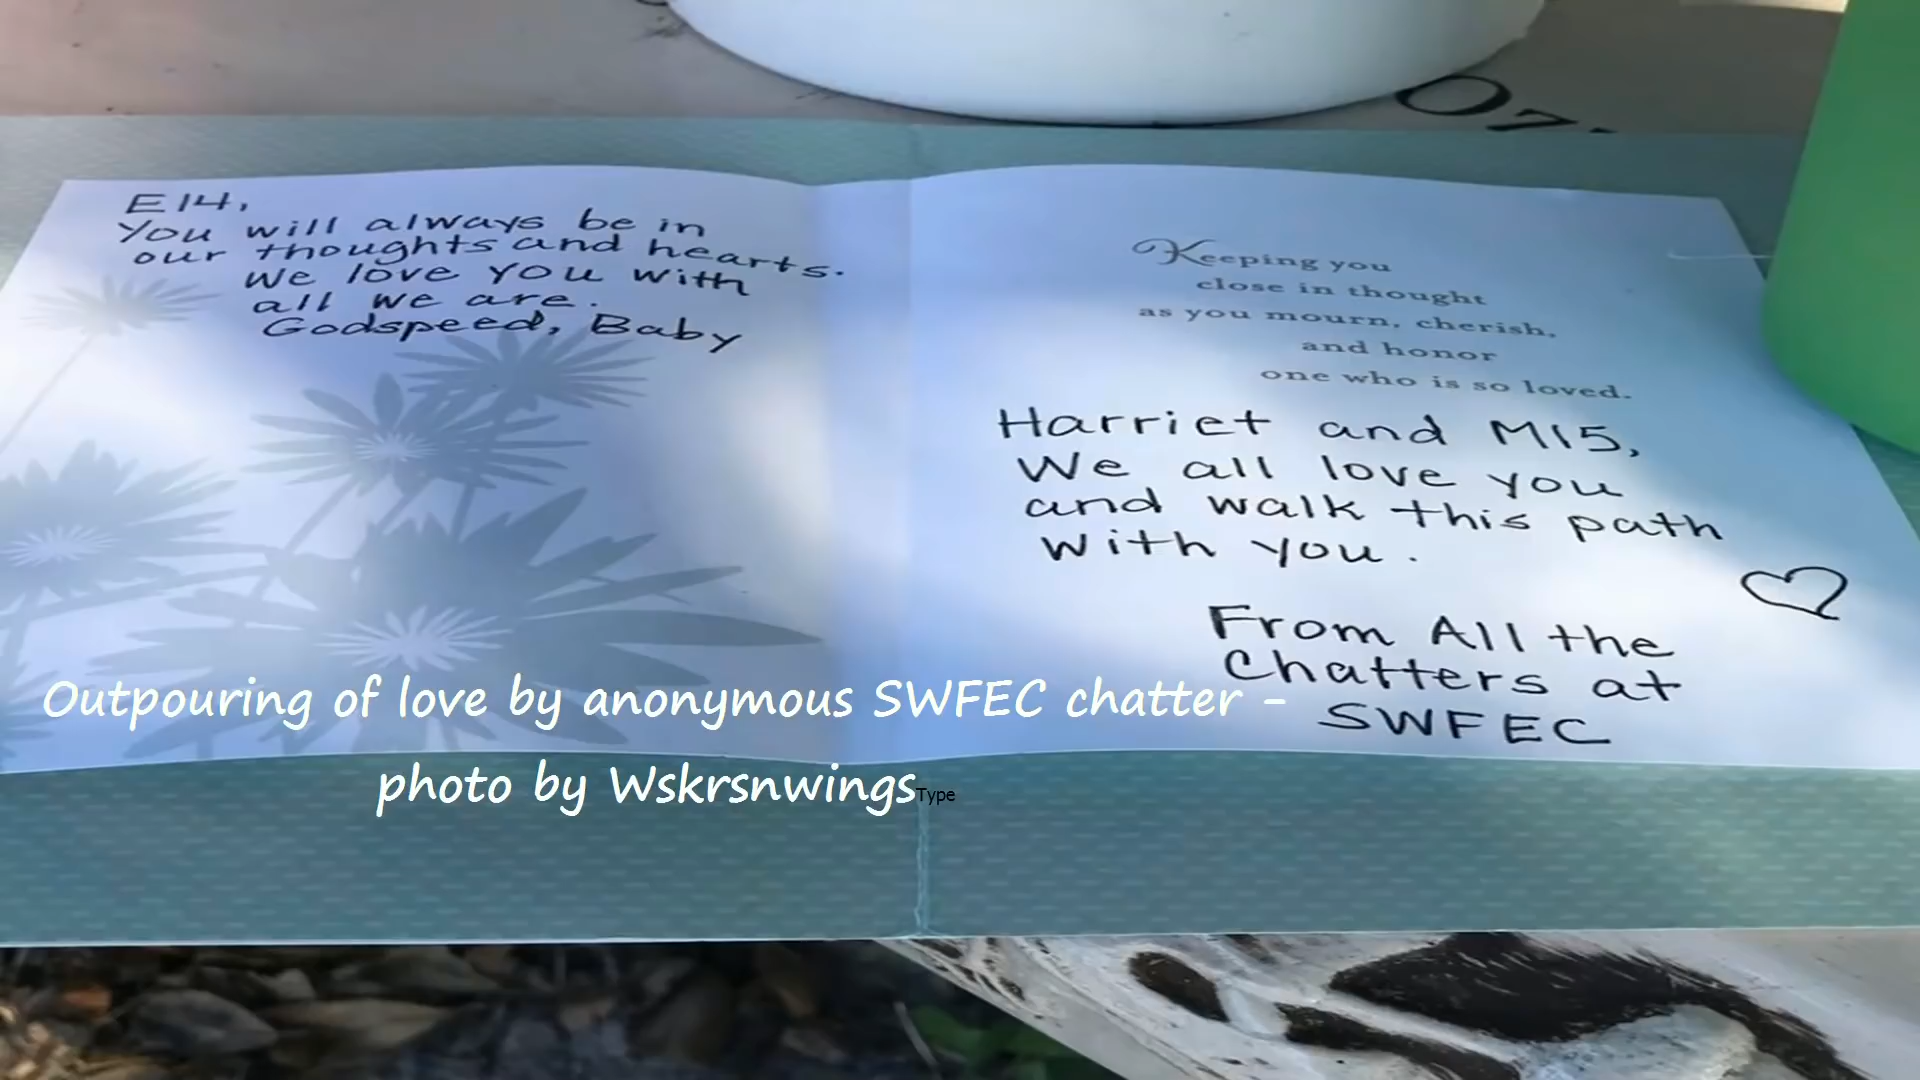 E14,
You will always be in
our thoughts and hearts.
We love you with
all we are.
Godspeed, Baby
Keeping you
close in thought
as you mourn, cherish,
and honor
one who is so loved.
Harriet and M15,
We all love you
and walk this path
with you.
From All the
Chatters at
SWFEC
Outpouring of love by anonymous SWFEC chatter -
photo by Wskrsnwings
Type